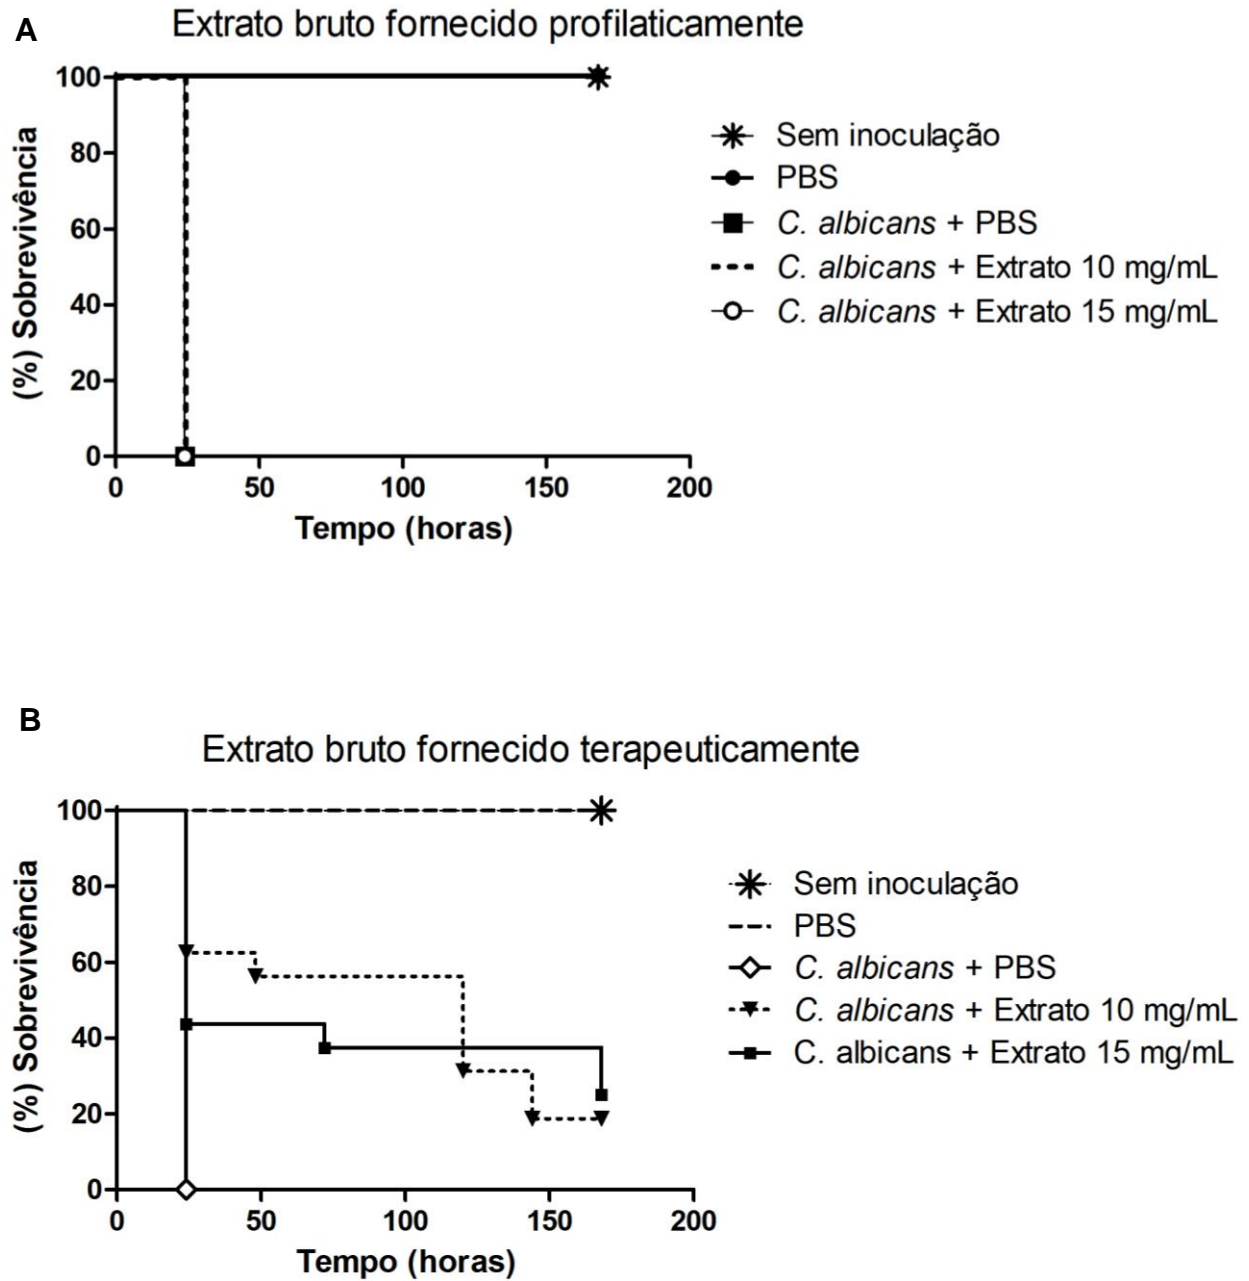 A
Extrato bruto fornecido profilaticamente
100
80
60
40
20
0
(%) Sobrevivência
0 50 100 150 200
Tempo (horas)
Sem inoculação
PBS
C. albicans + PBS
C. albicans + Extrato 10 mg/mL
C. albicans + Extrato 15 mg/mL
B
Extrato bruto fornecido terapeuticamente
100
80
60
40
20
0
(%) Sobrevivência
0 50 100 150 200
Tempo (horas)
Sem inoculação
PBS
C. albicans + PBS
C. albicans + Extrato 10 mg/mL
C. albicans + Extrato 15 mg/mL